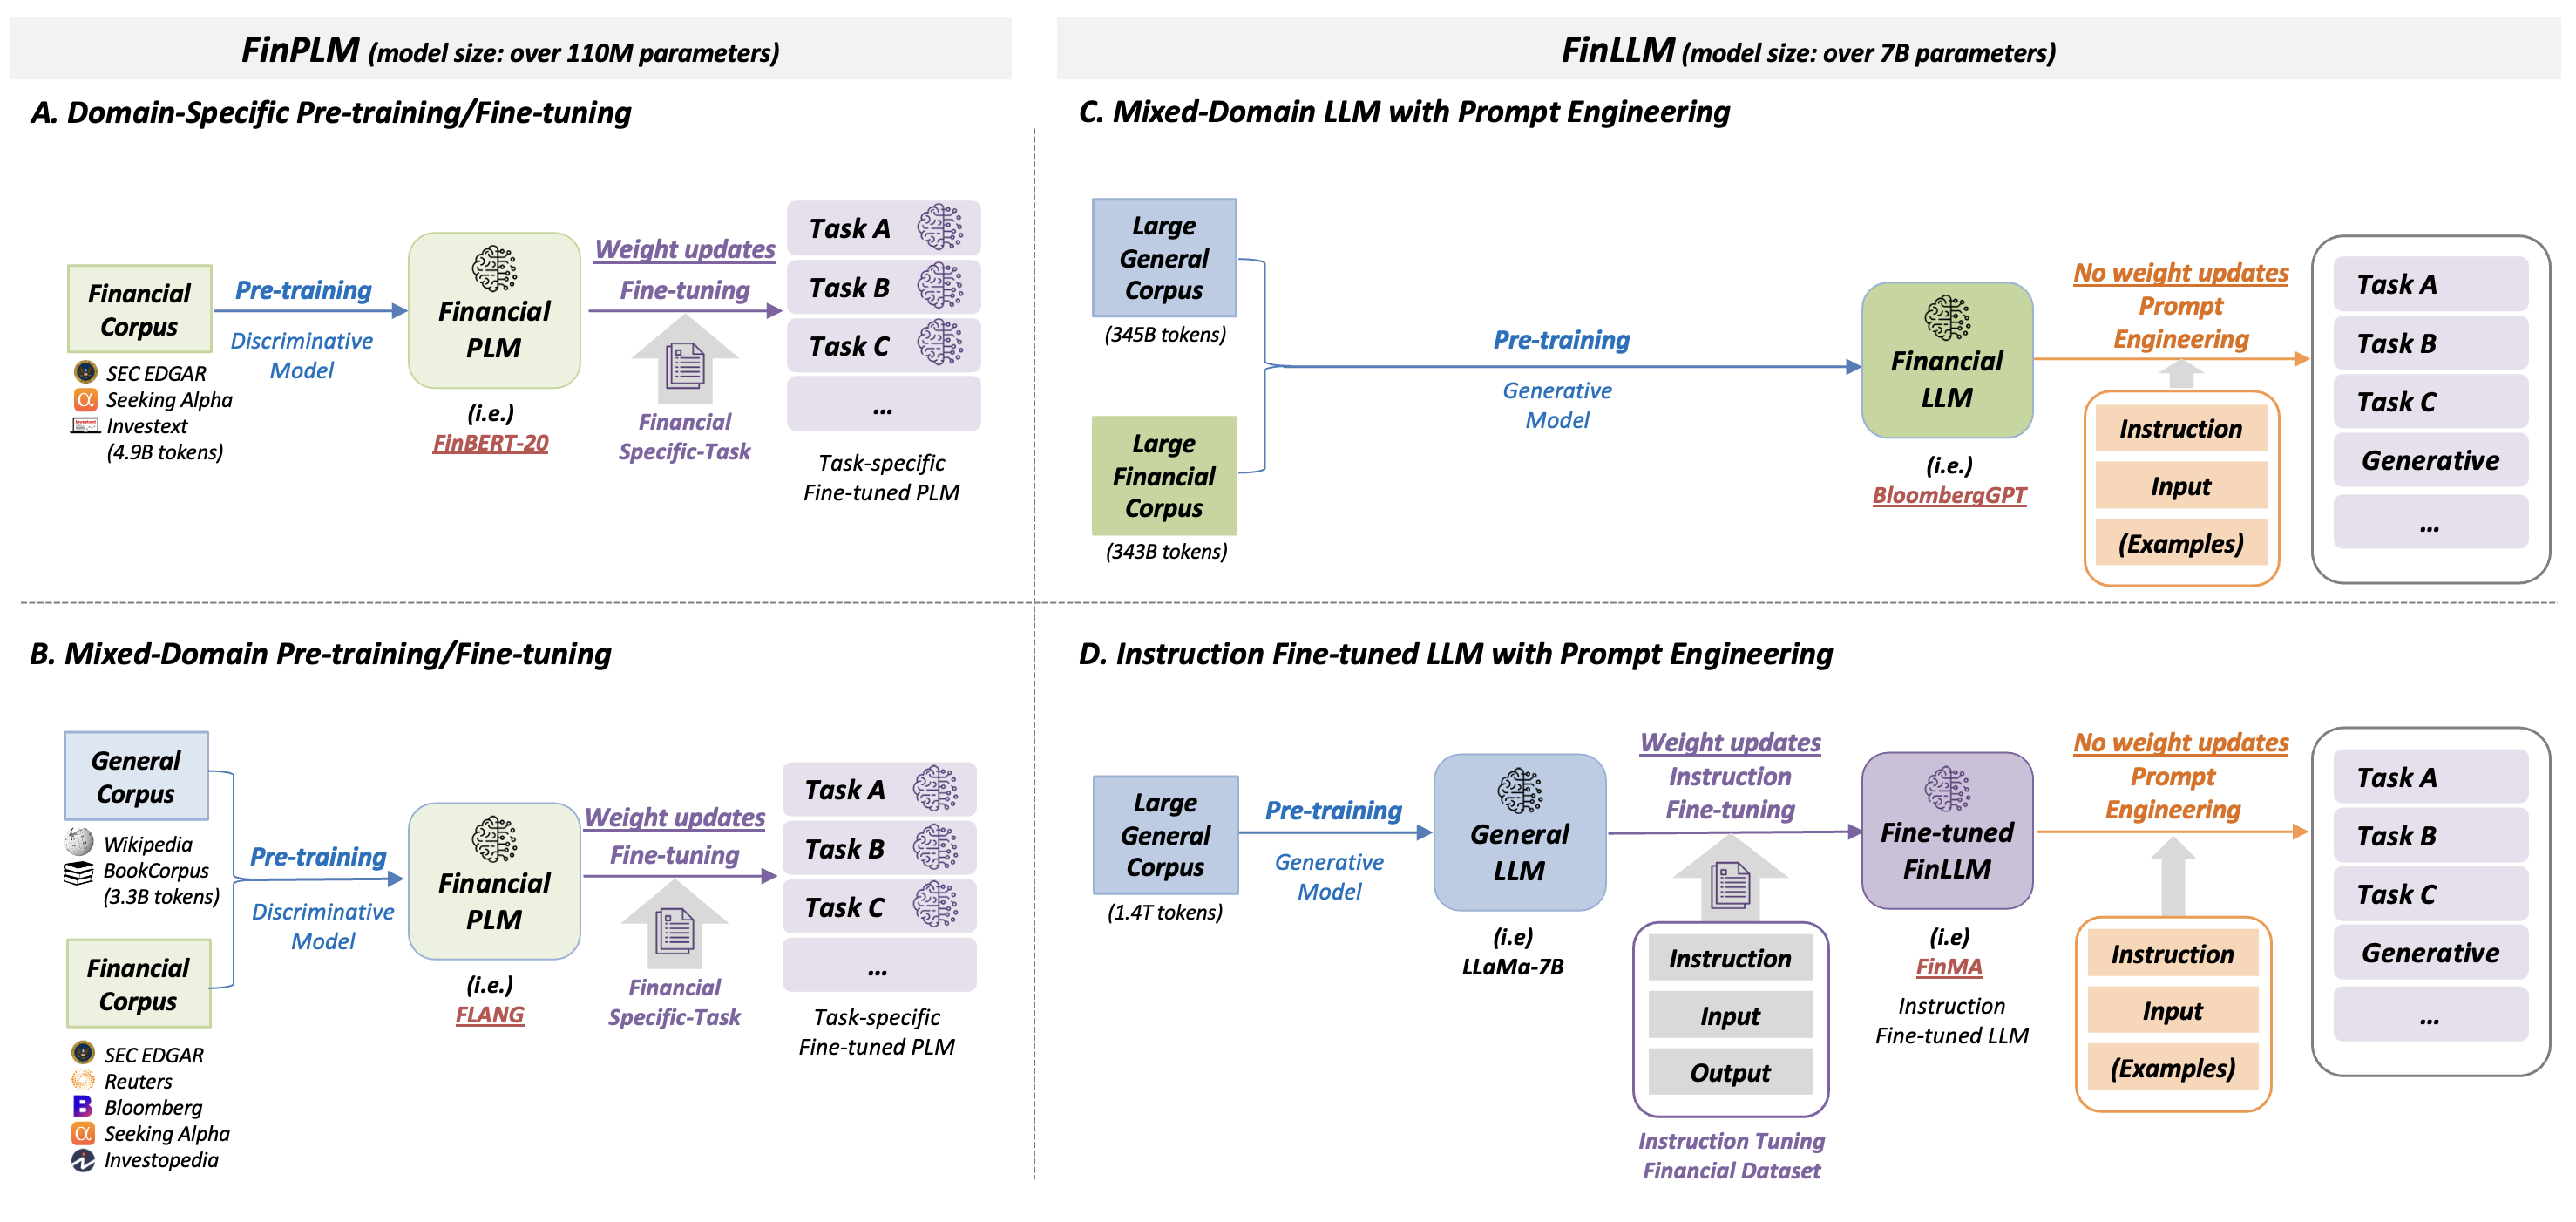 FinPLM (model size: over 110M parameters)
A. Domain-Specific Pre-training/Fine-tuning
Financial
Corpus
SEC EDGAR
α Seeking Alpha
Investext
(4.9B tokens)
Pre-training
Discriminative
Model
Financial
PLM
(i.e.)
FinBERT-20
Weight updates
Fine-tuning
Financial
Specific-Task
Task A
Task B
Task C
...
Task-specific
Fine-tuned PLM
B. Mixed-Domain Pre-training/Fine-tuning
General
Corpus
Wikipedia
BookCorpus
(3.3B tokens)
Financial
Corpus
SEC EDGAR
Reuters
B Bloomberg
α Seeking Alpha
Investopedia
Pre-training
Discriminative
Model
Financial
PLM
(i.e.)
FLANG
Weight updates
Fine-tuning
Financial
Specific-Task
Task A
Task B
Task C
...
Task-specific
Fine-tuned PLM
FinLLM (model size: over 7B parameters)
C. Mixed-Domain LLM with Prompt Engineering
Large
General
Corpus
(345B tokens)
Large
Financial
Corpus
(343B tokens)
Pre-training
Generative
Model
Financial
LLM
(i.e.)
BloombergGPT
No weight updates
Prompt
Engineering
Instruction
Input
(Examples)
Task A
Task B
Task C
Generative
...
D. Instruction Fine-tuned LLM with Prompt Engineering
Large
General
Corpus
(1.4T tokens)
Pre-training
Generative
Model
General
LLM
(i.e)
LLaMa-7B
Weight updates
Instruction
Fine-tuning
Instruction
Input
Output
Instruction Tuning
Financial Dataset
Fine-tuned
FinLLM
(i.e)
FinMA
Instruction
Fine-tuned LLM
No weight updates
Prompt
Engineering
Instruction
Input
(Examples)
Task A
Task B
Task C
Generative
...